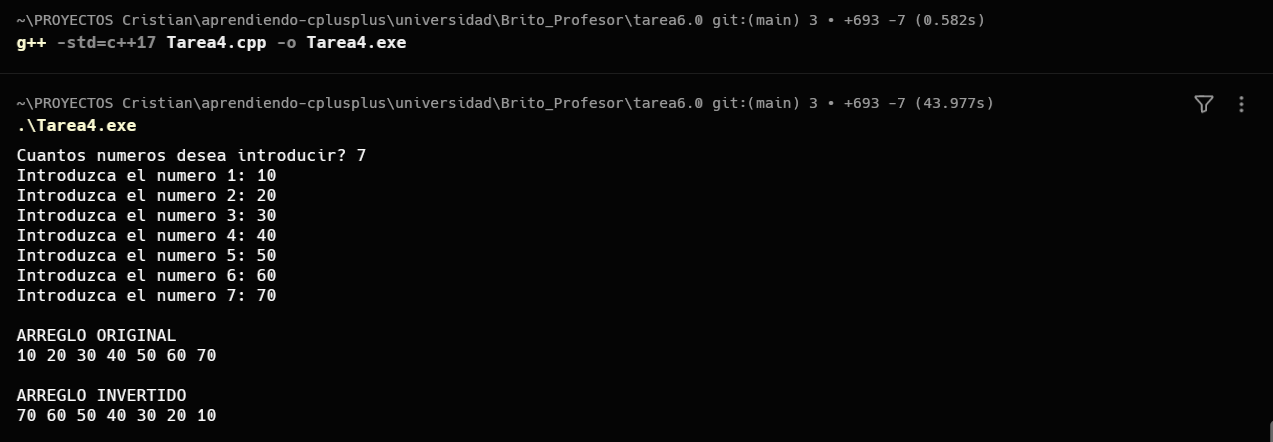 ~\PROYECTOS Cristian\aprendiendo-cplusplus\universidad\Brito_Profesor\tarea6.0 git:(main) 3 • +693 -7 (0.582s)
g++ -std=c++17 Tarea4.cpp -o Tarea4.exe
~\PROYECTOS Cristian\aprendiendo-cplusplus\universidad\Brito_Profesor\tarea6.0 git:(main) 3 • +693 -7 (43.977s)
.\Tarea4.exe
Cuantos numeros desea introducir? 7
Introduzca el numero 1: 10
Introduzca el numero 2: 20
Introduzca el numero 3: 30
Introduzca el numero 4: 40
Introduzca el numero 5: 50
Introduzca el numero 6: 60
Introduzca el numero 7: 70
ARREGLO ORIGINAL
10 20 30 40 50 60 70
ARREGLO INVERTIDO
70 60 50 40 30 20 10